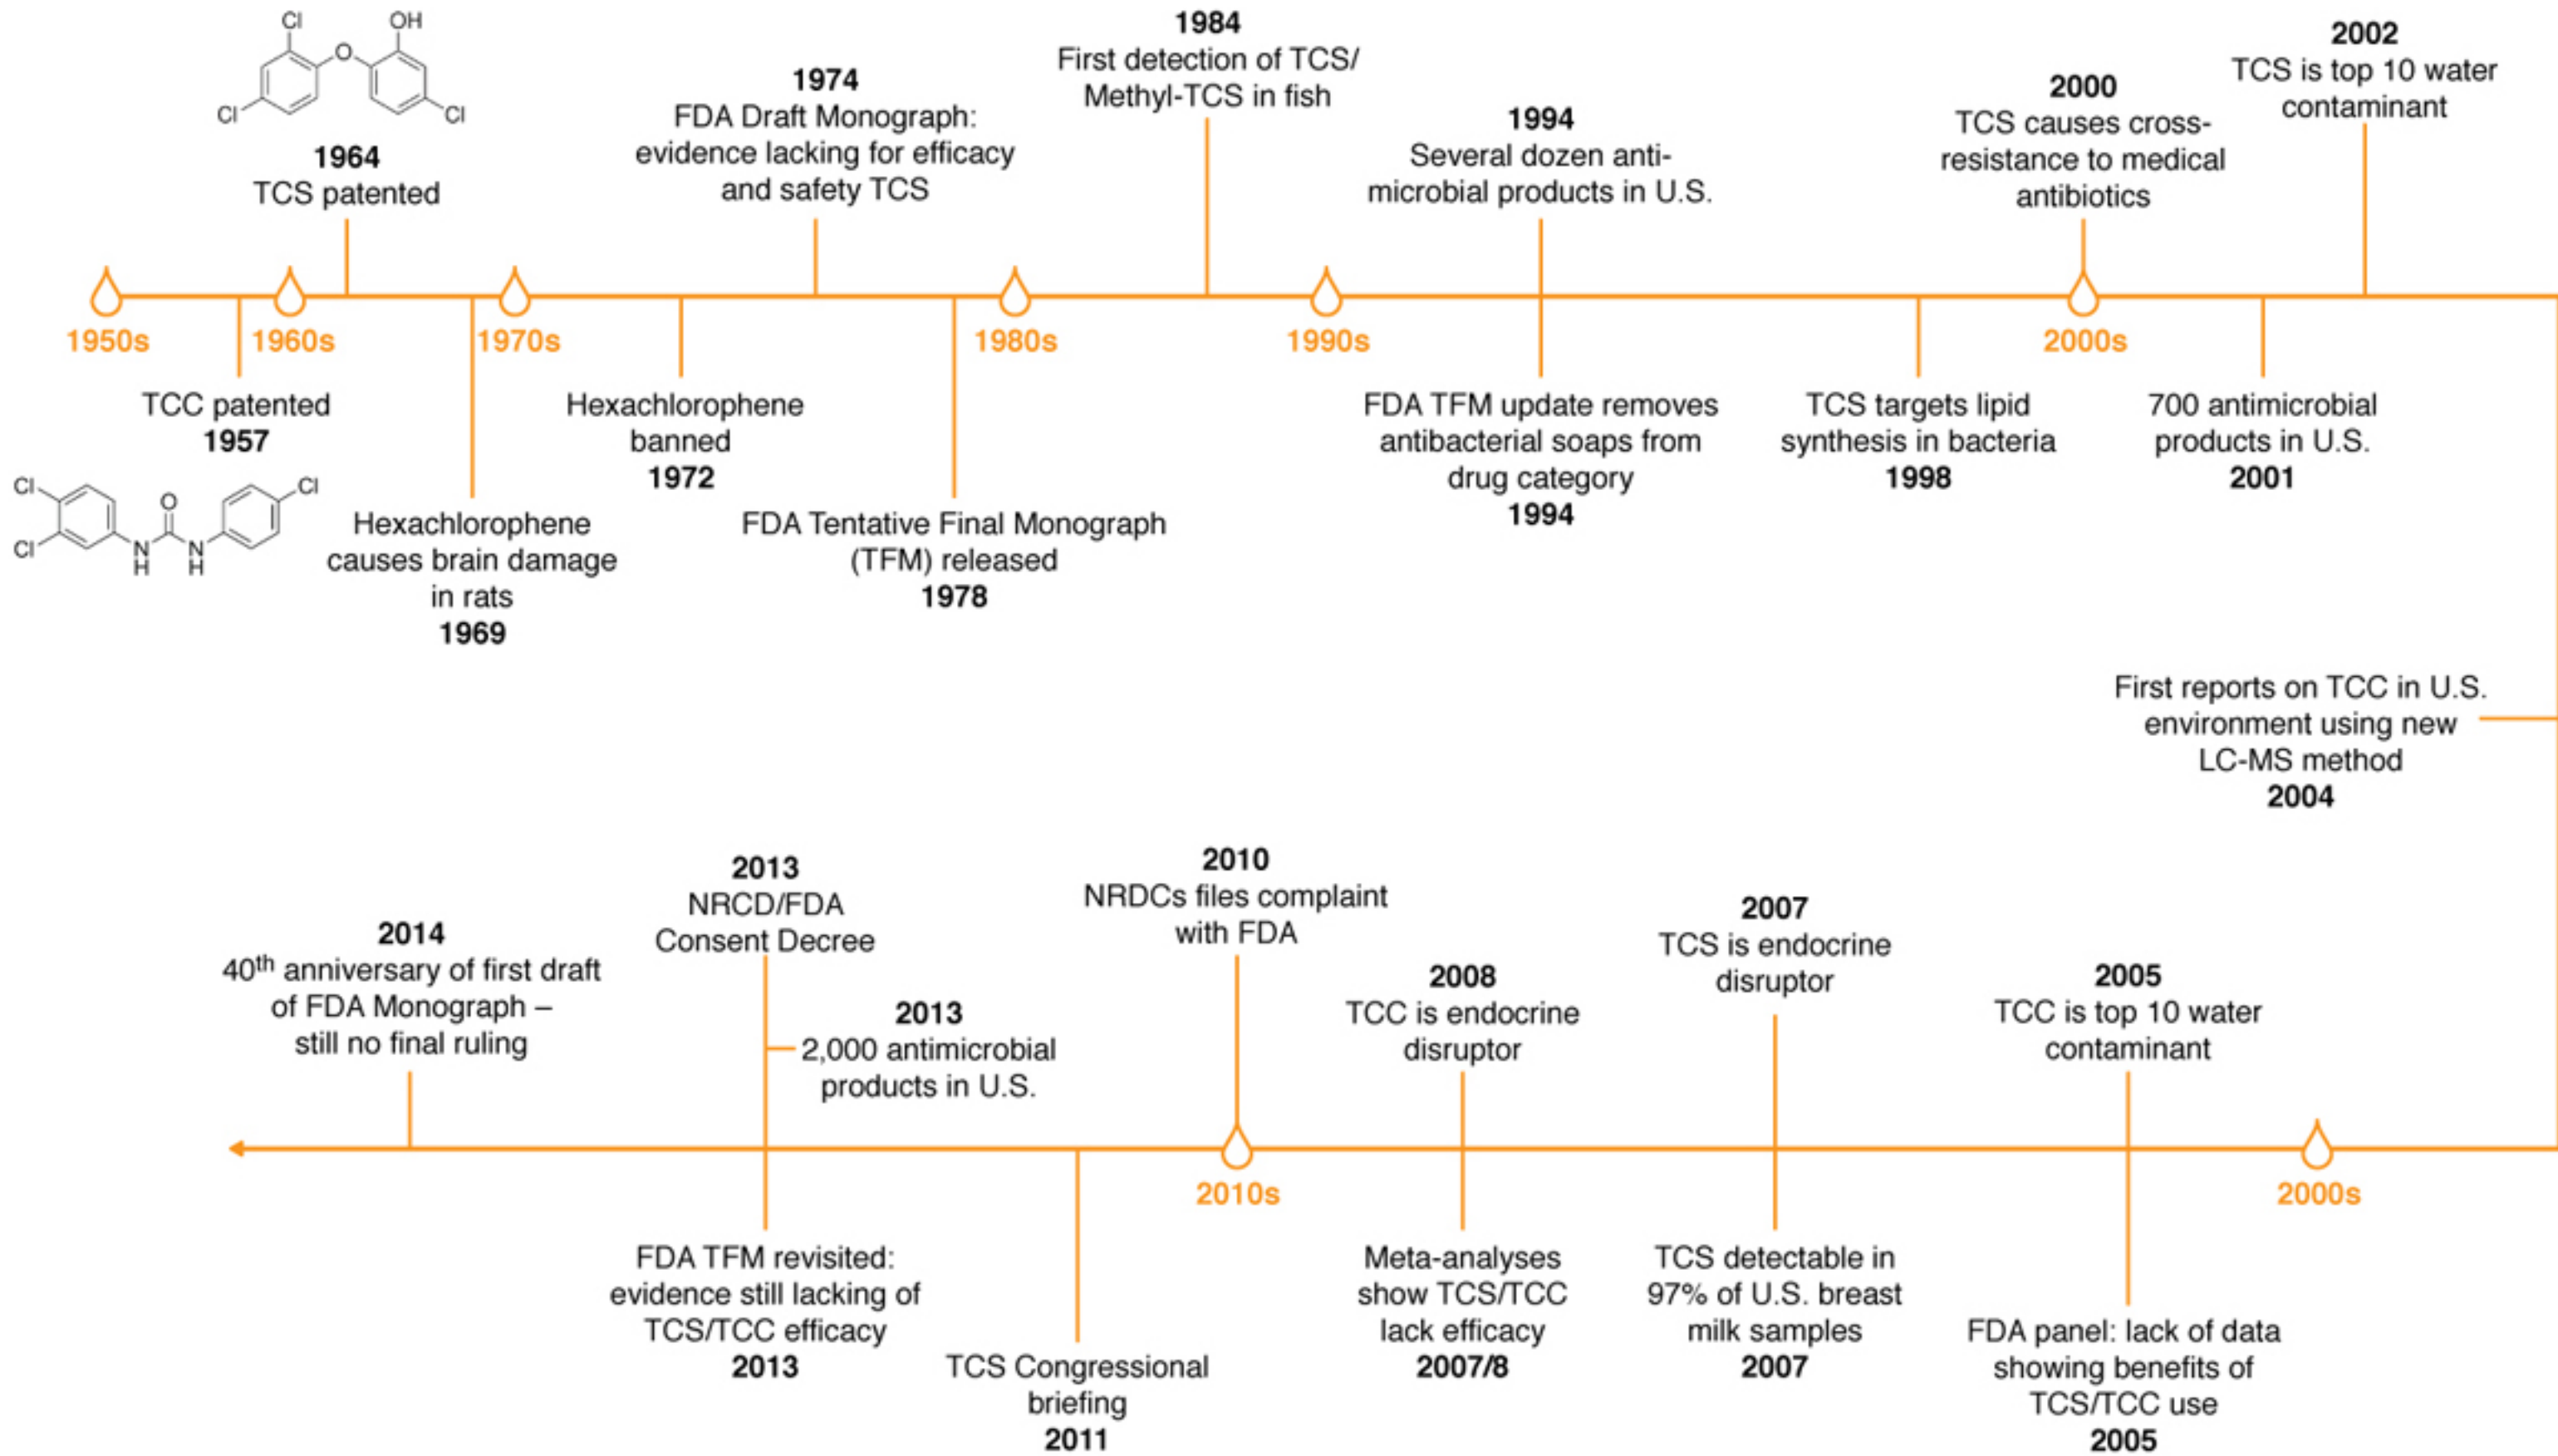 Cl
OH
O
Cl
Cl
1964
TCS patented
1974
FDA Draft Monograph:
evidence lacking for efficacy
and safety TCS
1984
First detection of TCS/
Methyl-TCS in fish
1994
Several dozen anti-
microbial products in U.S.
2000
TCS causes cross-
resistance to medical
antibiotics
2002
TCS is top 10 water
contaminant
1950s
1960s
1970s
1980s
1990s
2000s
TCC patented
1957
Cl
Cl
O
N
H
N
H
Cl
Hexachlorophene
causes brain damage
in rats
1969
Hexachlorophene
banned
1972
FDA Tentative Final Monograph
(TFM) released
1978
FDA TFM update removes
antibacterial soaps from
drug category
1994
TCS targets lipid
synthesis in bacteria
1998
700 antimicrobial
products in U.S.
2001
First reports on TCC in U.S.
environment using new
LC-MS method
2004
2014
40th anniversary of first draft
of FDA Monograph –
still no final ruling
2013
NRCD/FDA
Consent Decree
2013
2,000 antimicrobial
products in U.S.
2010
NRDCs files complaint
with FDA
2008
TCC is endocrine
disruptor
2007
TCS is endocrine
disruptor
2005
TCC is top 10 water
contaminant
2010s
2000s
FDA TFM revisited:
evidence still lacking of
TCS/TCC efficacy
2013
TCS Congressional
briefing
2011
Meta-analyses
show TCS/TCC
lack efficacy
2007/8
TCS detectable in
97% of U.S. breast
milk samples
2007
FDA panel: lack of data
showing benefits of
TCS/TCC use
2005